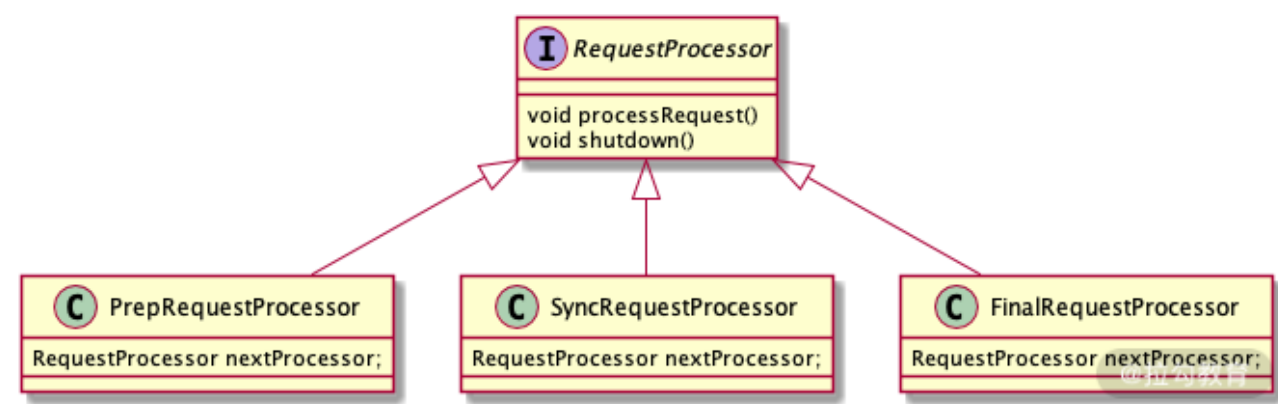 I RequestProcessor
void processRequest()
void shutdown()
C PrepRequestProcessor
RequestProcessor nextProcessor;
C SyncRequestProcessor
RequestProcessor nextProcessor;
C FinalRequestProcessor
RequestProcessor nextProcessor;
@拉勾教育